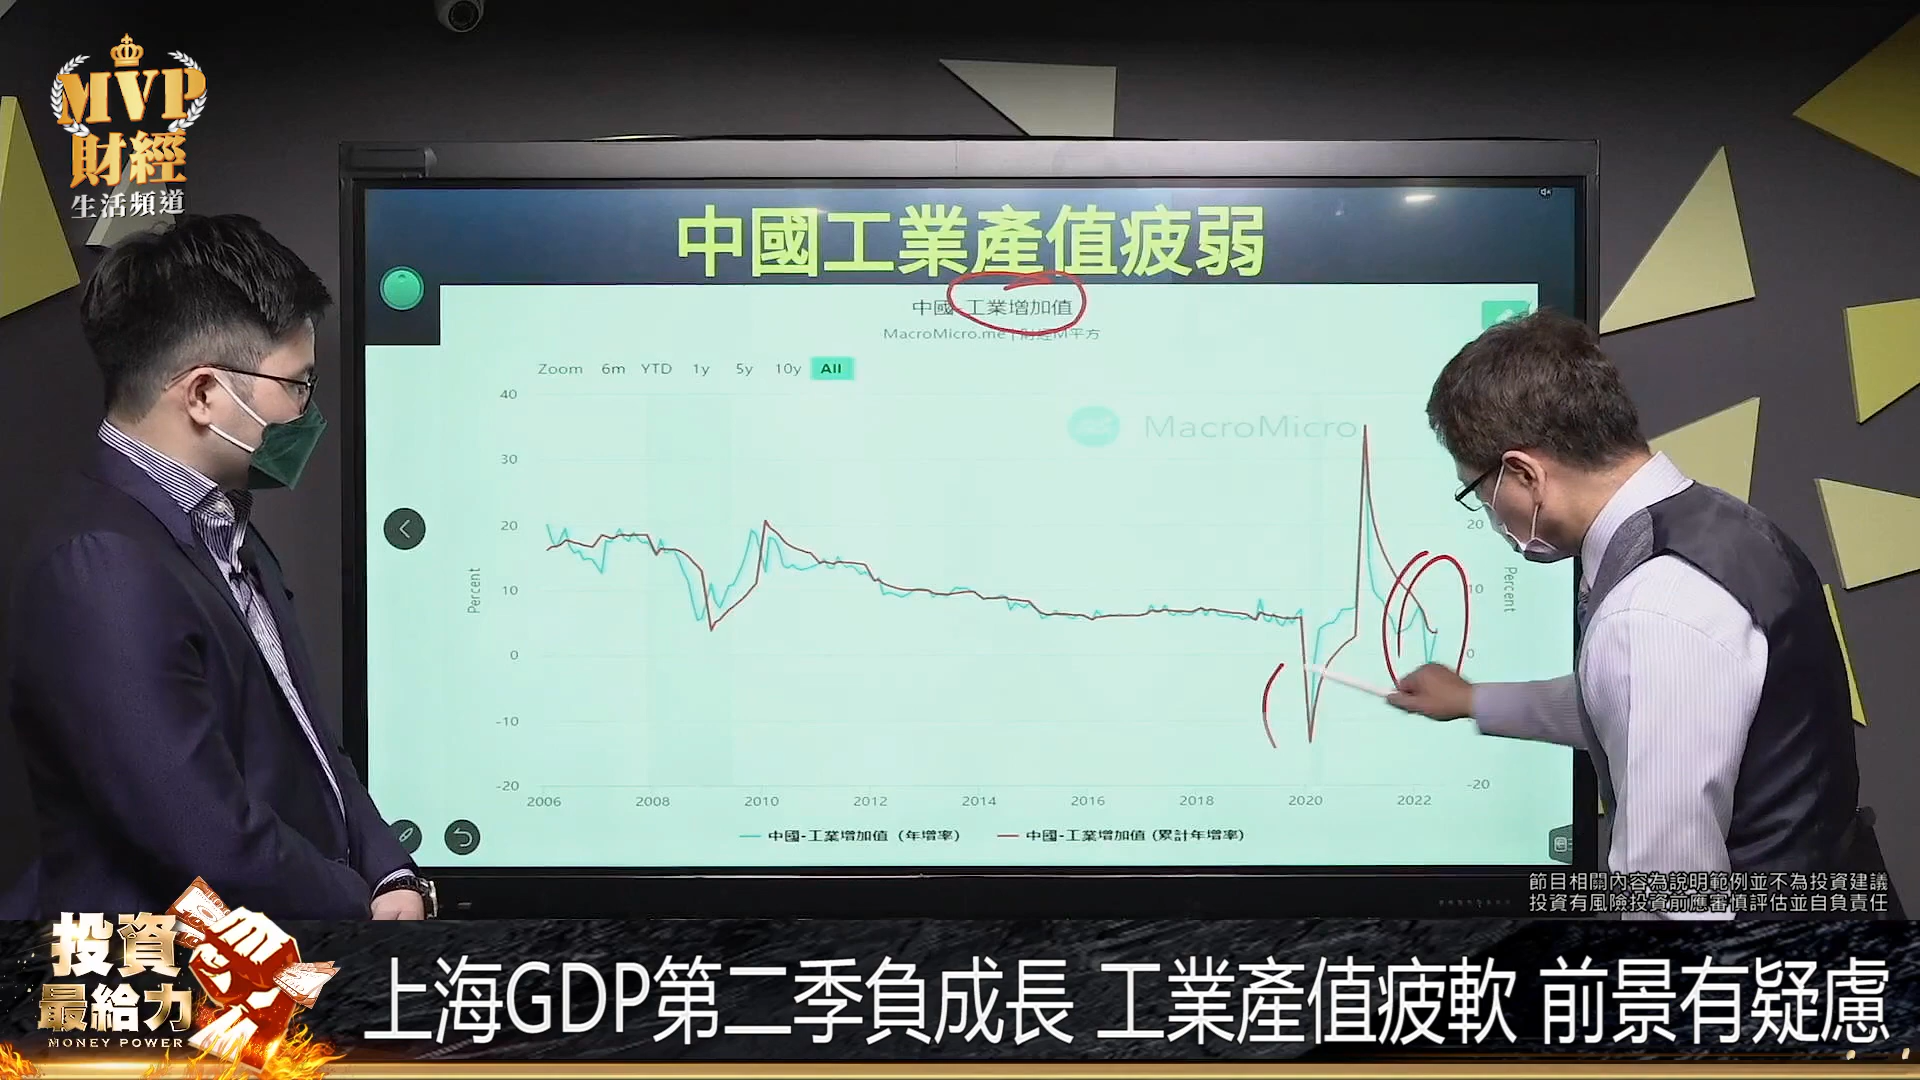 MVP
財經
生活頻道
中國工業產值疲弱
中國-工業增加值
MacroMicro.me | 財經M平方
Zoom 6m YTD 1y 5y 10y All
MacroMicro
40
30
20
10
0
-10
-20
Percent
20
10
0
-20
Percent
2006 2008 2010 2012 2014 2016 2018 2020 2022
中國-工業增加值 (年增率)
中國-工業增加值 (累計年增率)
節目相關內容為說明範例並不為投資建議
投資有風險投資前應審慎評估並自負責任
投資
最給力
MONEY POWER
上海GDP第二季負成長 工業產值疲軟 前景有疑慮